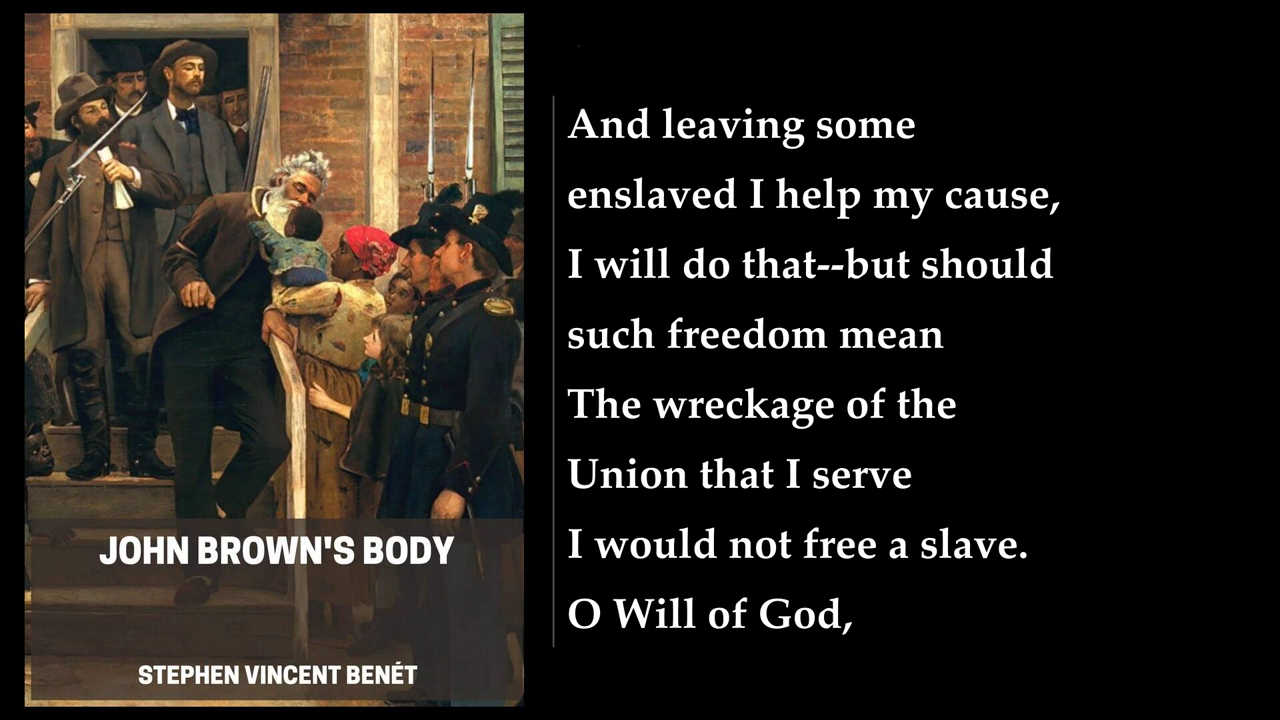 JOHN BROWN'S BODY
STEPHEN VINCENT BENÉT
And leaving some
enslaved I help my cause,
I will do that--but should
such freedom mean
The wreckage of the
Union that I serve
I would not free a slave.
O Will of God,